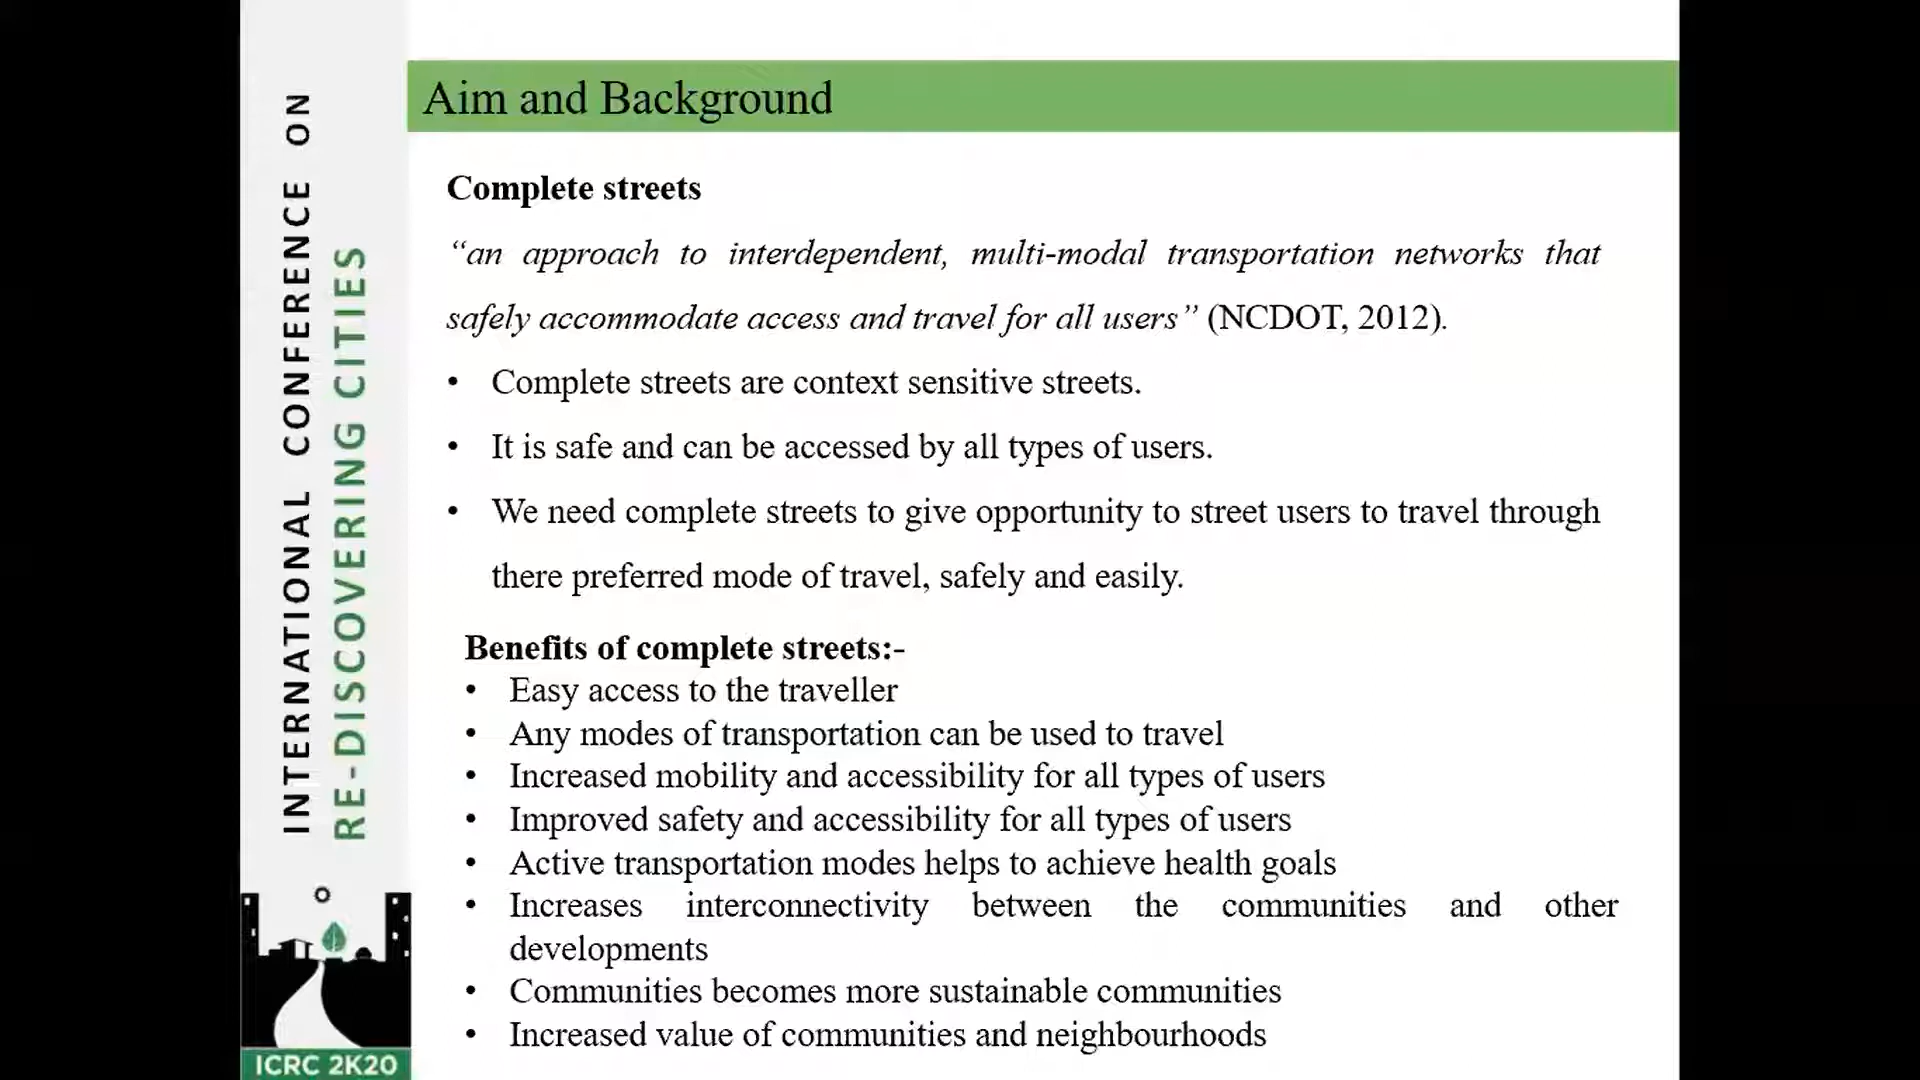 INTERNATIONAL CONFERENCE ON
RE-DISCOVERING CITIES
ICRC 2K20
Aim and Background
Complete streets
“an approach to interdependent, multi-modal transportation networks that
safely accommodate access and travel for all users” (NCDOT, 2012).
• Complete streets are context sensitive streets.
• It is safe and can be accessed by all types of users.
• We need complete streets to give opportunity to street users to travel through
there preferred mode of travel, safely and easily.
Benefits of complete streets:-
• Easy access to the traveller
• Any modes of transportation can be used to travel
• Increased mobility and accessibility for all types of users
• Improved safety and accessibility for all types of users
• Active transportation modes helps to achieve health goals
• Increases interconnectivity between the communities and other
developments
• Communities becomes more sustainable communities
• Increased value of communities and neighbourhoods